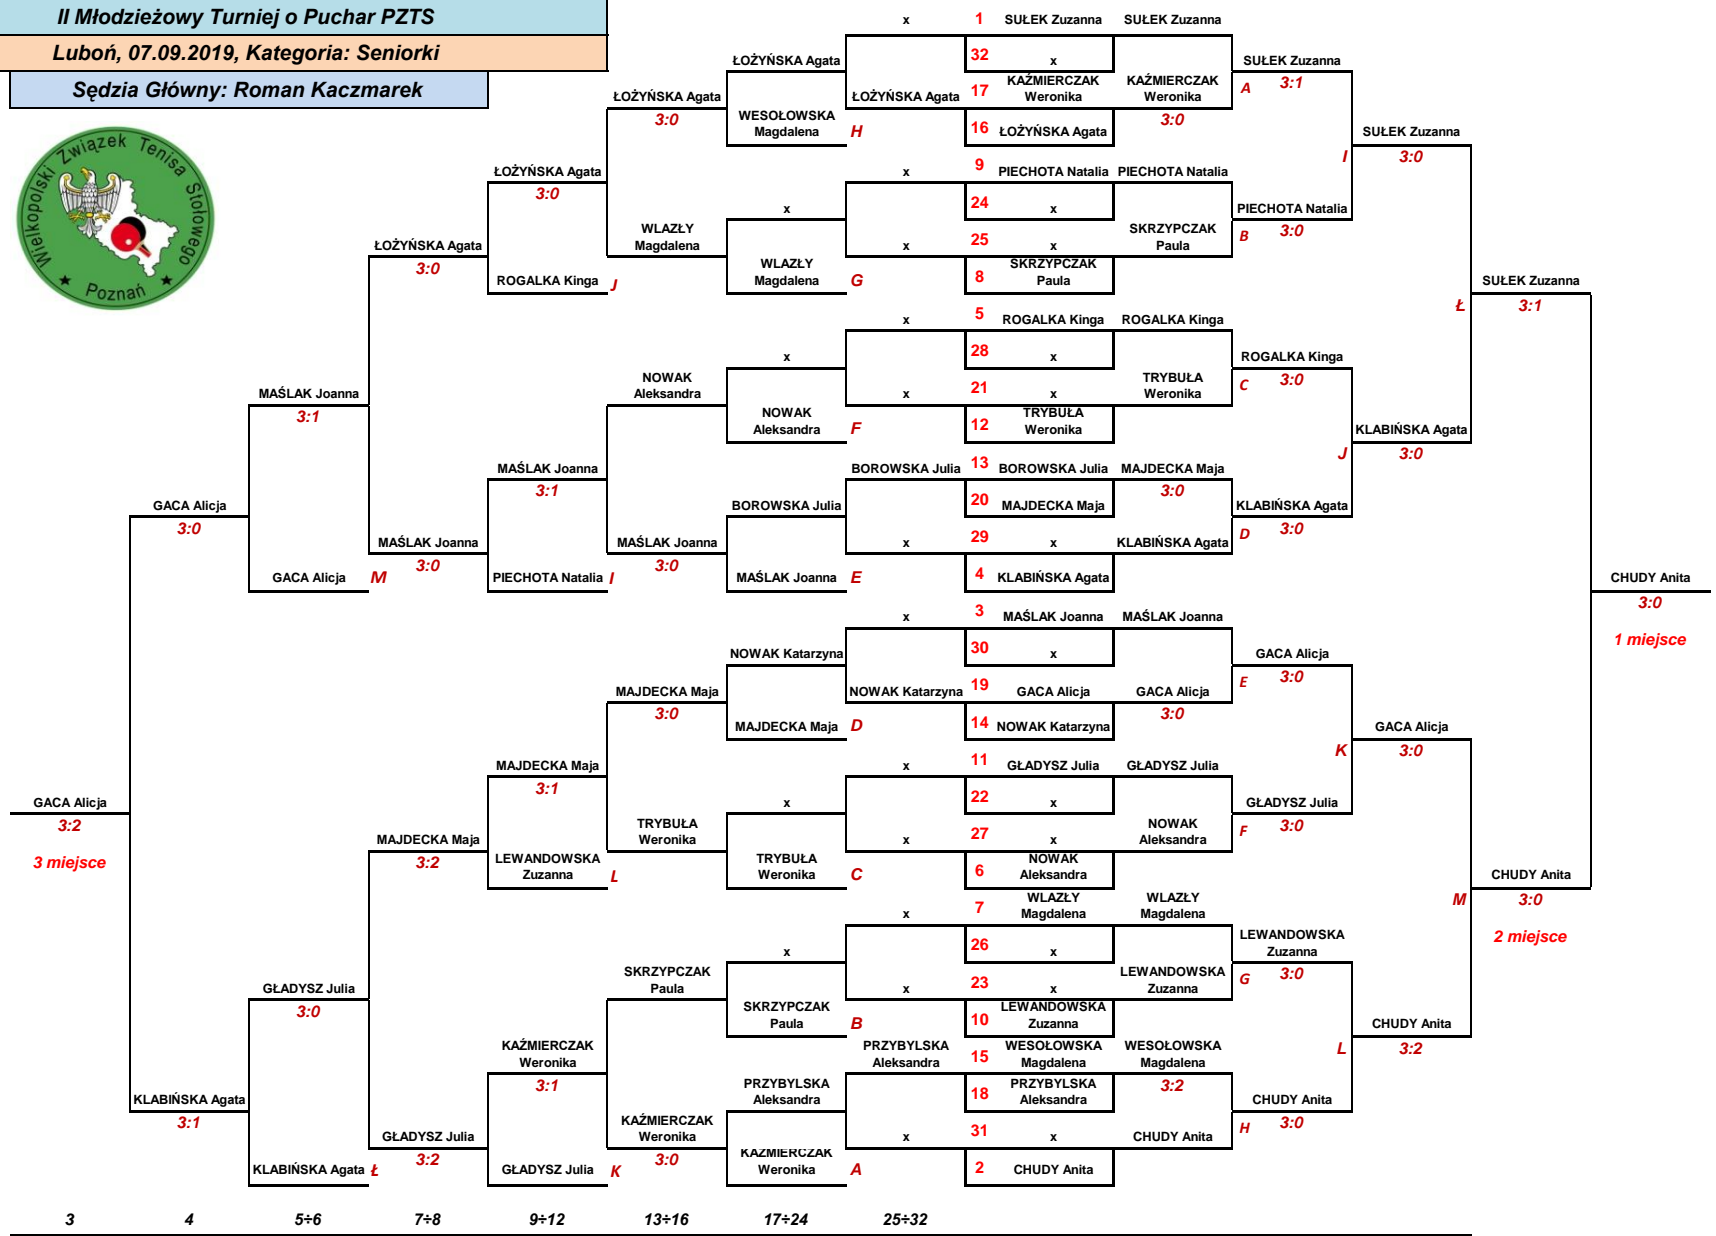 II Młodzieżowy Turniej o Puchar PZTS
Luboń, 07.09.2019, Kategoria: Seniorki
Sędzia Główny: Roman Kaczmarek
Wielkopolski Związek Tenisa Stołowego
★ Poznań ★
x 1 SUŁEK Zuzanna SUŁEK Zuzanna
ŁOŻYŃSKA Agata 32 x SUŁEK Zuzanna
ŁOŻYŃSKA Agata ŁOŻYŃSKA Agata 17 KAŹMIERCZAK Weronika KAŹMIERCZAK Weronika A 3:1
3:0 WESOŁOWSKA Magdalena H 16 ŁOŻYŃSKA Agata 3:0 SUŁEK Zuzanna
I 3:0
ŁOŻYŃSKA Agata x 9 PIECHOTA Natalia PIECHOTA Natalia
3:0 x 24 x PIECHOTA Natalia
WLAZŁY Magdalena x 25 x SKRZYPCZAK Paula B 3:0
ŁOŻYŃSKA Agata WLAZŁY Magdalena G 8 SKRZYPCZAK Paula
3:0 ROGALKA Kinga J SUŁEK Zuzanna
Ł 3:1
x 5 ROGALKA Kinga ROGALKA Kinga
x 28 x ROGALKA Kinga
MAŚLAK Joanna NOWAK Aleksandra x 21 x TRYBUŁA Weronika C 3:0
3:1 NOWAK Aleksandra F 12 TRYBUŁA Weronika KLABIŃSKA Agata
J 3:0
MAŚLAK Joanna BOROWSKA Julia 13 BOROWSKA Julia MAJDECKA Maja
3:1 3:0
GACA Alicja BOROWSKA Julia 20 MAJDECKA Maja KLABIŃSKA Agata
3:0 MAŚLAK Joanna MAŚLAK Joanna x 29 x KLABIŃSKA Agata D 3:0
3:0 3:0
GACA Alicja M PIECHOTA Natalia I MAŚLAK Joanna E 4 KLABIŃSKA Agata CHUDY Anita
3:0
1 miejsce
x 3 MAŚLAK Joanna MAŚLAK Joanna
NOWAK Katarzyna 30 x GACA Alicja
MAJDECKA Maja NOWAK Katarzyna 19 GACA Alicja GACA Alicja E 3:0
3:0 MAJDECKA Maja D 14 NOWAK Katarzyna 3:0 GACA Alicja
K 3:0
MAJDECKA Maja x 11 GŁADYSZ Julia GŁADYSZ Julia
3:1
GACA Alicja x 22 x GŁADYSZ Julia
3:2 MAJDECKA Maja TRYBUŁA Weronika x 27 x NOWAK Aleksandra F 3:0
3 miejsce 3:2 LEWANDOWSKA Zuzanna L TRYBUŁA Weronika C 6 NOWAK Aleksandra CHUDY Anita
M 3:0
2 miejsce
x 7 WLAZŁY Magdalena WLAZŁY Magdalena
x 26 x LEWANDOWSKA Zuzanna
GŁADYSZ Julia SKRZYPCZAK Paula x 23 x LEWANDOWSKA Zuzanna G 3:0
3:0 SKRZYPCZAK Paula B 10 LEWANDOWSKA Zuzanna CHUDY Anita
L 3:2
KAŹMIERCZAK Weronika PRZYBYLSKA Aleksandra 15 WESOŁOWSKA Magdalena WESOŁOWSKA Magdalena
3:1 3:2
KLABIŃSKA Agata PRZYBYLSKA Aleksandra 18 PRZYBYLSKA Aleksandra CHUDY Anita
3:1 GŁADYSZ Julia KAŹMIERCZAK Weronika x 31 x CHUDY Anita H 3:0
3:2 3:0
KLABIŃSKA Agata Ł GŁADYSZ Julia K KAŹMIERCZAK Weronika A 2 CHUDY Anita
3 4 5÷6 7÷8 9÷12 13÷16 17÷24 25÷32